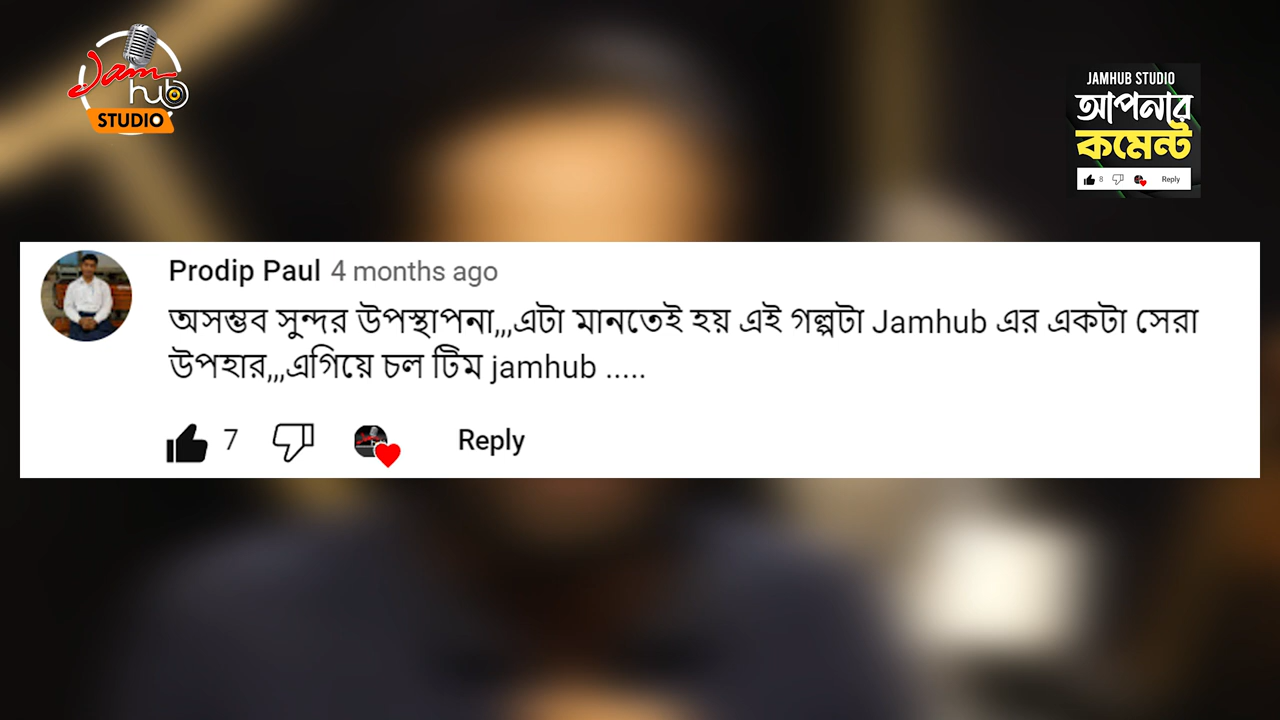 Jam
hub
STUDIO
JAMHUB STUDIO
আপনার
কমেন্ট
8 Reply
Prodip Paul 4 months ago
অসম্ভব সুন্দর উপস্থাপনা,,,এটা মানতেই হয় এই গল্পটা Jamhub এর একটা সেরা
উপহার,,,এগিয়ে চল টিম jamhub .....
7 Reply